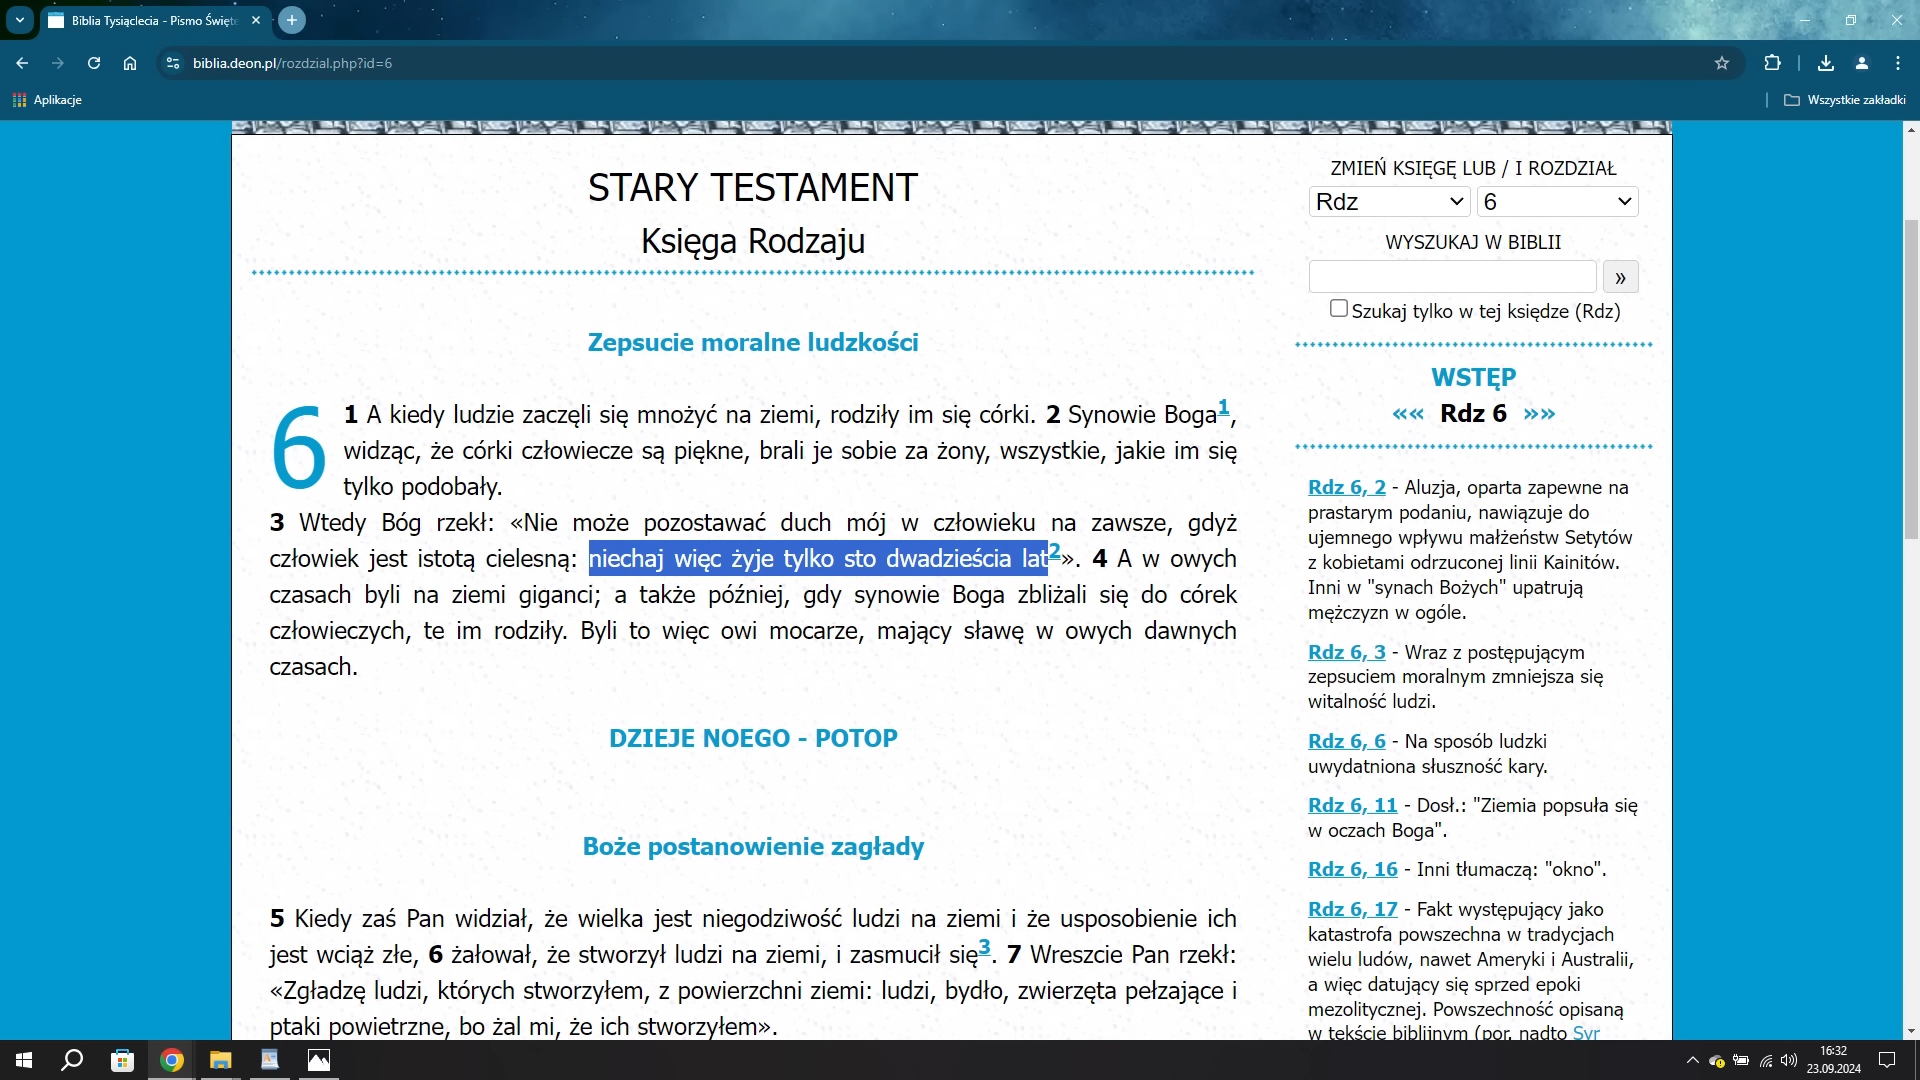 Biblia Tysiąclecia - Pismo Święte
biblia.deon.pl/rozdzial.php?id=6
Aplikacje
Wszystkie zakładki
STARY TESTAMENT
Księga Rodzaju
Zepsucie moralne ludzkości
6
1 A kiedy ludzie zaczęli się mnożyć na ziemi, rodziły im się córki. 2 Synowie Boga1,
widząc, że córki człowiecze są piękne, brali je sobie za żony, wszystkie, jakie im się
tylko podobały.
3 Wtedy Bóg rzekł: «Nie może pozostawać duch mój w człowieku na zawsze, gdyż
człowiek jest istotą cielesną: niechaj więc żyje tylko sto dwadzieścia lat2». 4 A w owych
czasach byli na ziemi giganci; a także później, gdy synowie Boga zbliżali się do córek
człowieczych, te im rodziły. Byli to więc owi mocarze, mający sławę w owych dawnych
czasach.
DZIEJE NOEGO - POTOP
Boże postanowienie zagłady
5 Kiedy zaś Pan widział, że wielka jest niegodziwość ludzi na ziemi i że usposobienie ich
jest wciąż złe, 6 żałował, że stworzył ludzi na ziemi, i zasmucił się3. 7 Wreszcie Pan rzekł:
«Zgładzę ludzi, których stworzyłem, z powierzchni ziemi: ludzi, bydło, zwierzęta pełzające i
ptaki powietrzne, bo żal mi, że ich stworzyłem».
ZMIEŃ KSIĘGĘ LUB / I ROZDZIAŁ
Rdz 6
WYSZUKAJ W BIBLII
»
Szukaj tylko w tej księdze (Rdz)
WSTĘP
«« Rdz 6 »»
Rdz 6, 2 - Aluzja, oparta zapewne na
prastarym podaniu, nawiązuje do
ujemnego wpływu małżeństw Setytów
z kobietami odrzuconej linii Kainitów.
Inni w "synach Bożych" upatrują
mężczyzn w ogóle.
Rdz 6, 3 - Wraz z postępującym
zepsuciem moralnym zmniejsza się
witalność ludzi.
Rdz 6, 6 - Na sposób ludzki
uwydatniona słuszność kary.
Rdz 6, 11 - Dosł.: "Ziemia popsuła się
w oczach Boga".
Rdz 6, 16 - Inni tłumaczą: "okno".
Rdz 6, 17 - Fakt występujący jako
katastrofa powszechna w tradycjach
wielu ludów, nawet Ameryki i Australii,
a więc datujący się sprzed epoki
mezolitycznej. Powszechność opisaną
w tekście biblijnym (por. nadto Syr
16:32
23.09.2024